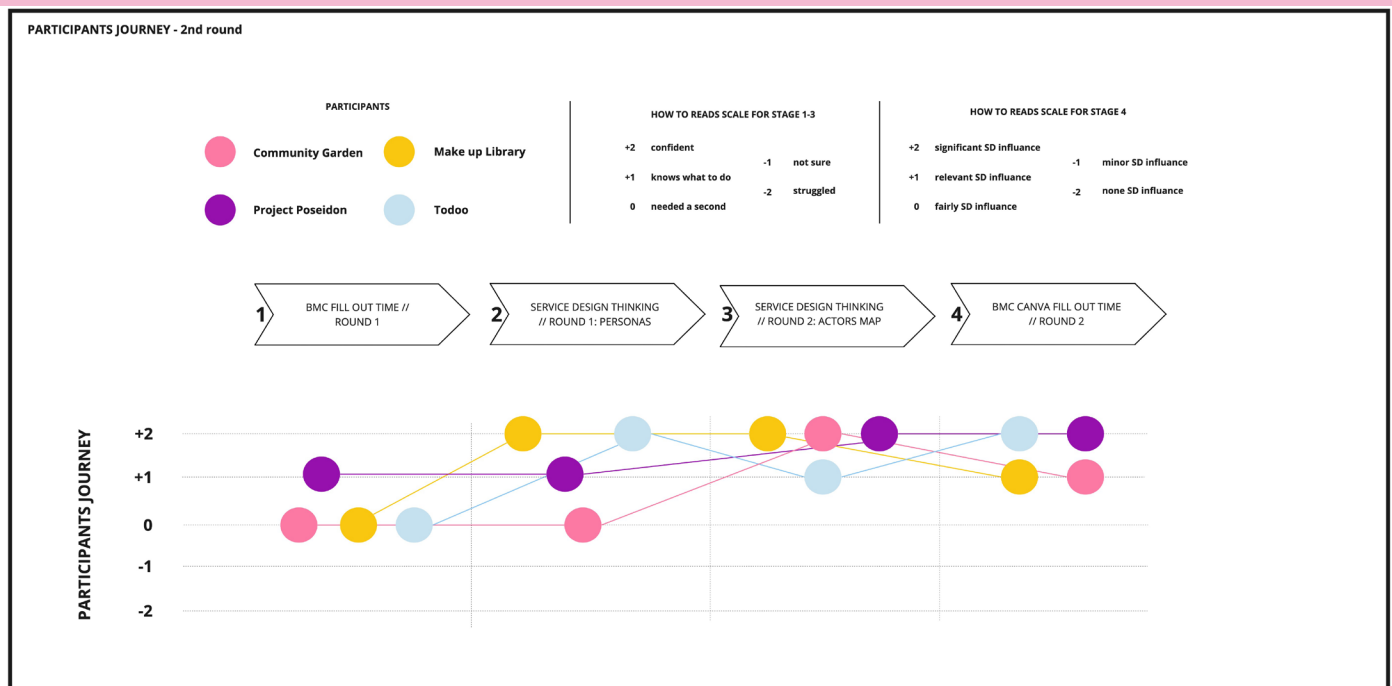 PARTICIPANTS JOURNEY - 2nd round
PARTICIPANTS
Community Garden
Make up Library
Project Poseidon
Todoo
HOW TO READS SCALE FOR STAGE 1-3
+2 confident
+1 knows what to do
0 needed a second
-1 not sure
-2 struggled
HOW TO READS SCALE FOR STAGE 4
+2 significant SD influence
+1 relevant SD influence
0 fairly SD influence
-1 minor SD influence
-2 none SD influence
1
BMC FILL OUT TIME //
ROUND 1
2
SERVICE DESIGN THINKING
// ROUND 1: PERSONAS
3
SERVICE DESIGN THINKING
// ROUND 2: ACTORS MAP
4
BMC CANVA FILL OUT TIME
// ROUND 2
PARTICIPANTS JOURNEY
+2
+1
0
-1
-2